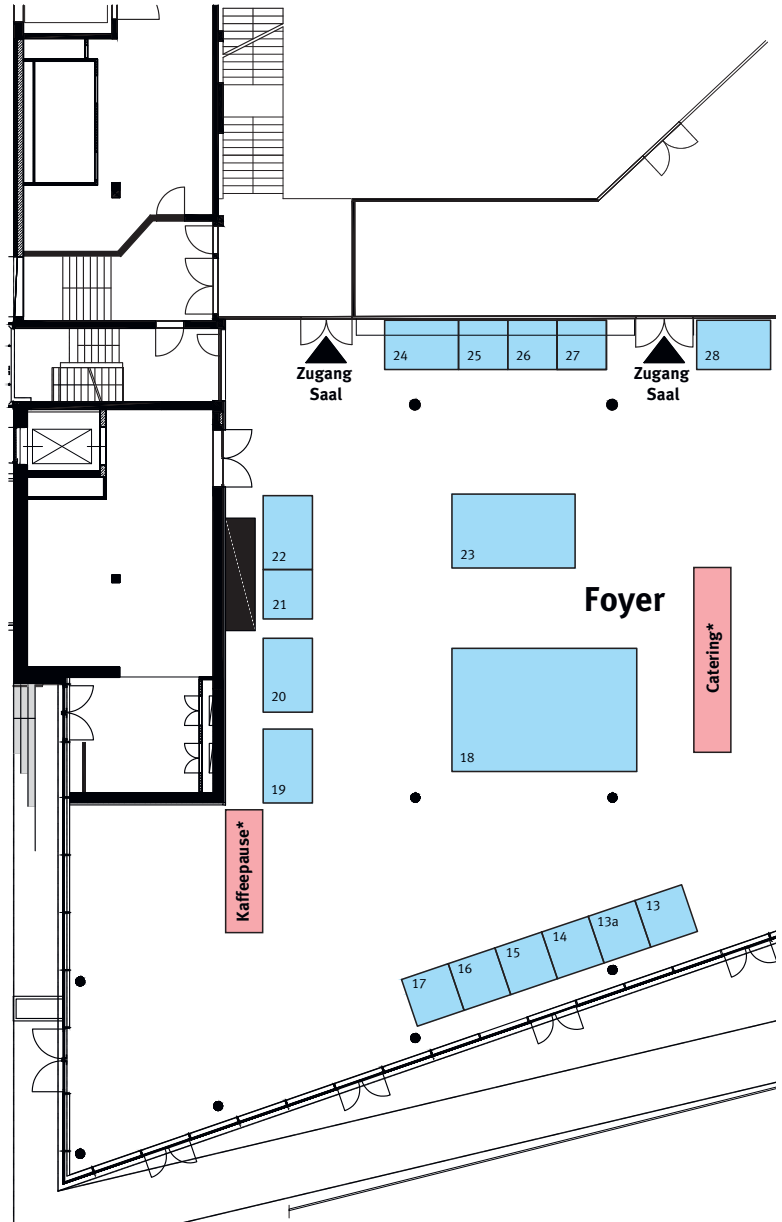 24
25
26
27
28
Zugang
Saal
Zugang
Saal
22
23
21
Foyer
Catering*
20
18
19
Kaffeepause*
13
13a
14
15
16
17